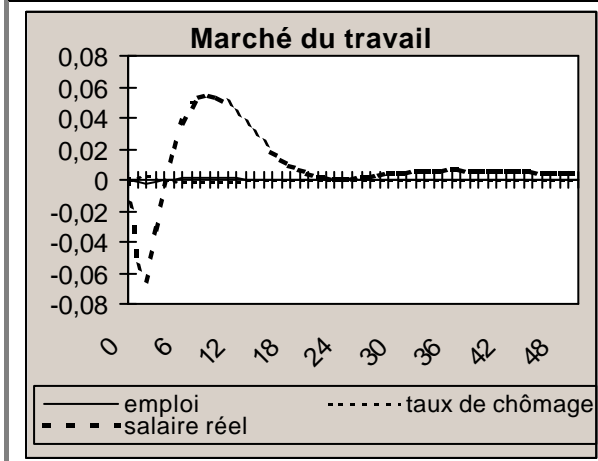 Marché du travail
0,08
0,06
0,04
0,02
0
-0,02
-0,04
-0,06
-0,08
0 6 12 18 24 30 36 42 48
emploi taux de chômage
salaire réel